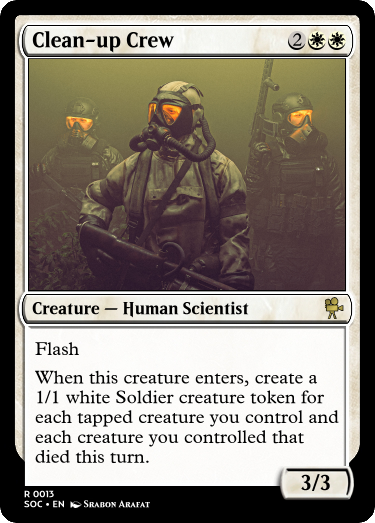 Clean-up Crew 2
Creature — Human Scientist
Flash
When this creature enters, create a
1/1 white Soldier creature token for
each tapped creature you control and
each creature you controlled that
died this turn.
3/3
R 0013
SOC • EN Srabon Arafat